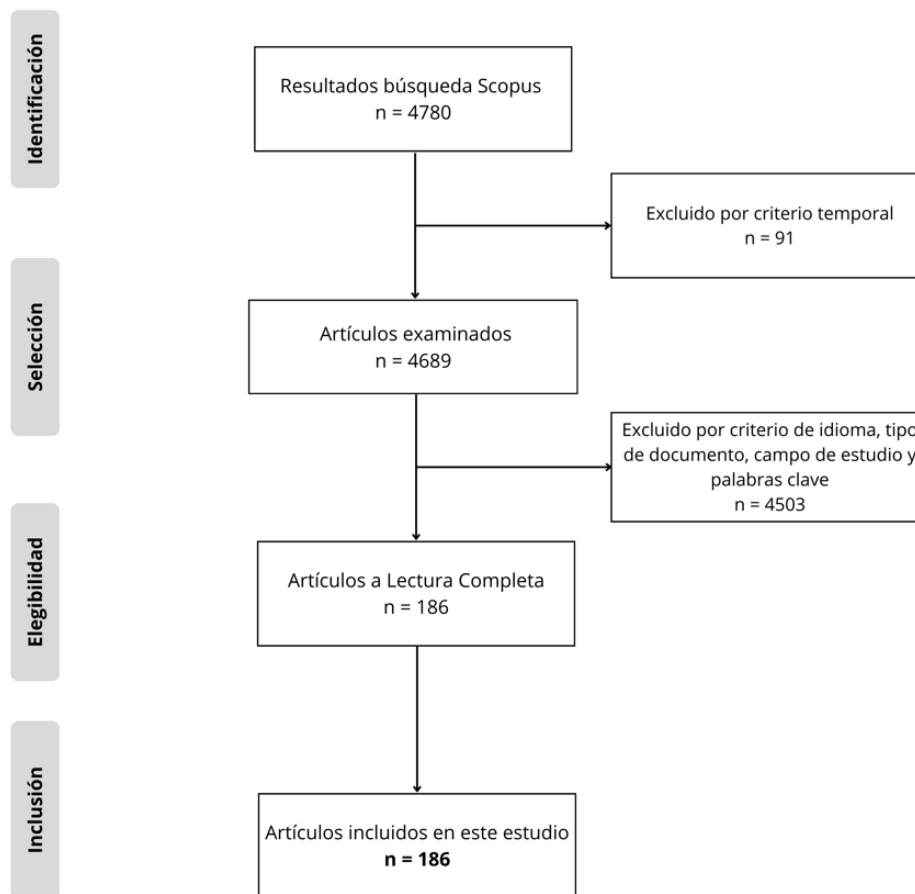 Identificación
Resultados búsqueda Scopus
n = 4780
Excluido por criterio temporal
n = 91
Selección
Artículos examinados
n = 4689
Excluido por criterio de idioma, tipo
de documento, campo de estudio y
palabras clave
n = 4503
Elegibilidad
Artículos a Lectura Completa
n = 186
Inclusión
Artículos incluidos en este estudio
n = 186